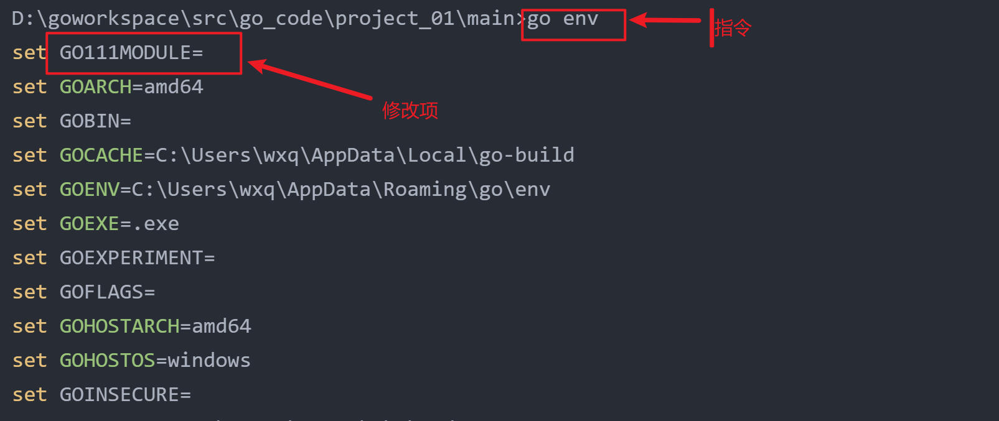 D:\goworkspace\src\go_code\project_01\main>go env
指令
set GO111MODULE=
set GOARCH=amd64
修改项
set GOBIN=
set GOCACHE=C:\Users\wxq\AppData\Local\go-build
set GOENV=C:\Users\wxq\AppData\Roaming\go\env
set GOEXE=.exe
set GOEXPERIMENT=
set GOFLAGS=
set GOHOSTARCH=amd64
set GOHOSTOS=windows
set GOINSECURE=